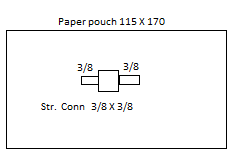 Paper pouch 115 X 170
3/8 3/8
Str. Conn 3/8 X 3/8